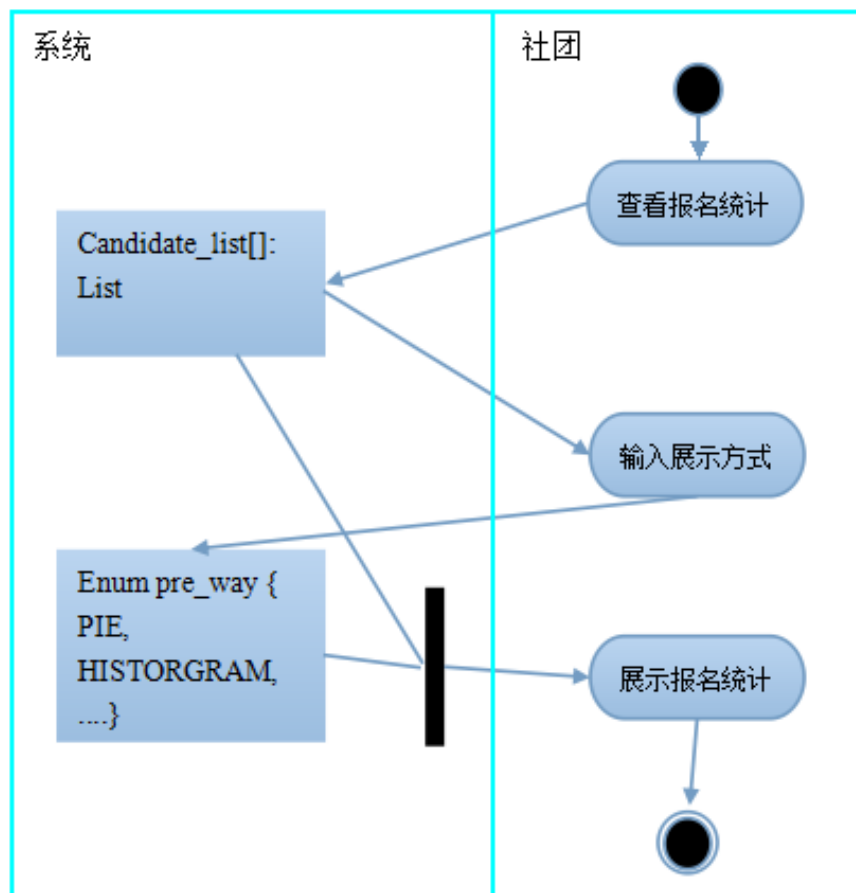 系统
社团
查看报名统计
Candidate_list[]:
List
输入展示方式
Enum pre_way {
PIE,
HISTORGRAM,
....}
展示报名统计